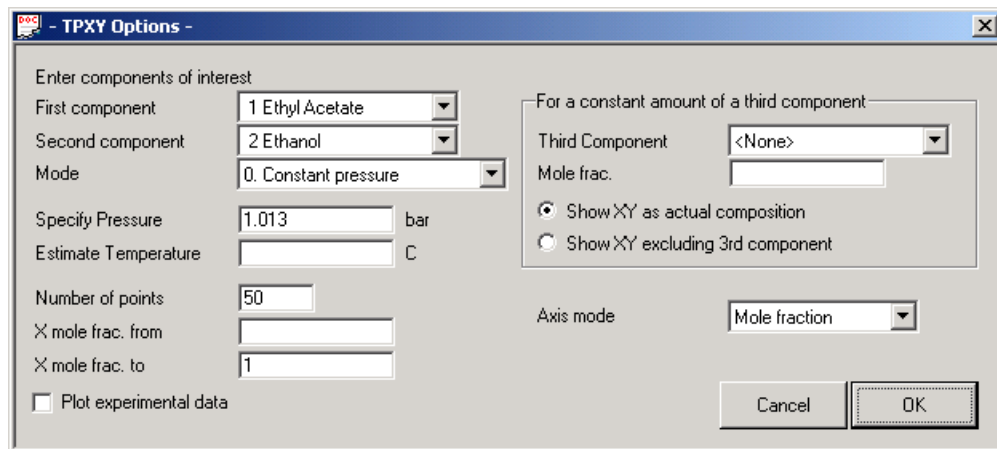 DOC
- TPXY Options -
Enter components of interest
First component 1 Ethyl Acetate
Second component 2 Ethanol
Mode 0. Constant pressure
Specify Pressure 1.013 bar
Estimate Temperature C
Number of points 50
X mole frac. from
X mole frac. to 1
Plot experimental data
For a constant amount of a third component
Third Component <None>
Mole frac.
Show XY as actual composition
Show XY excluding 3rd component
Axis mode Mole fraction
Cancel OK